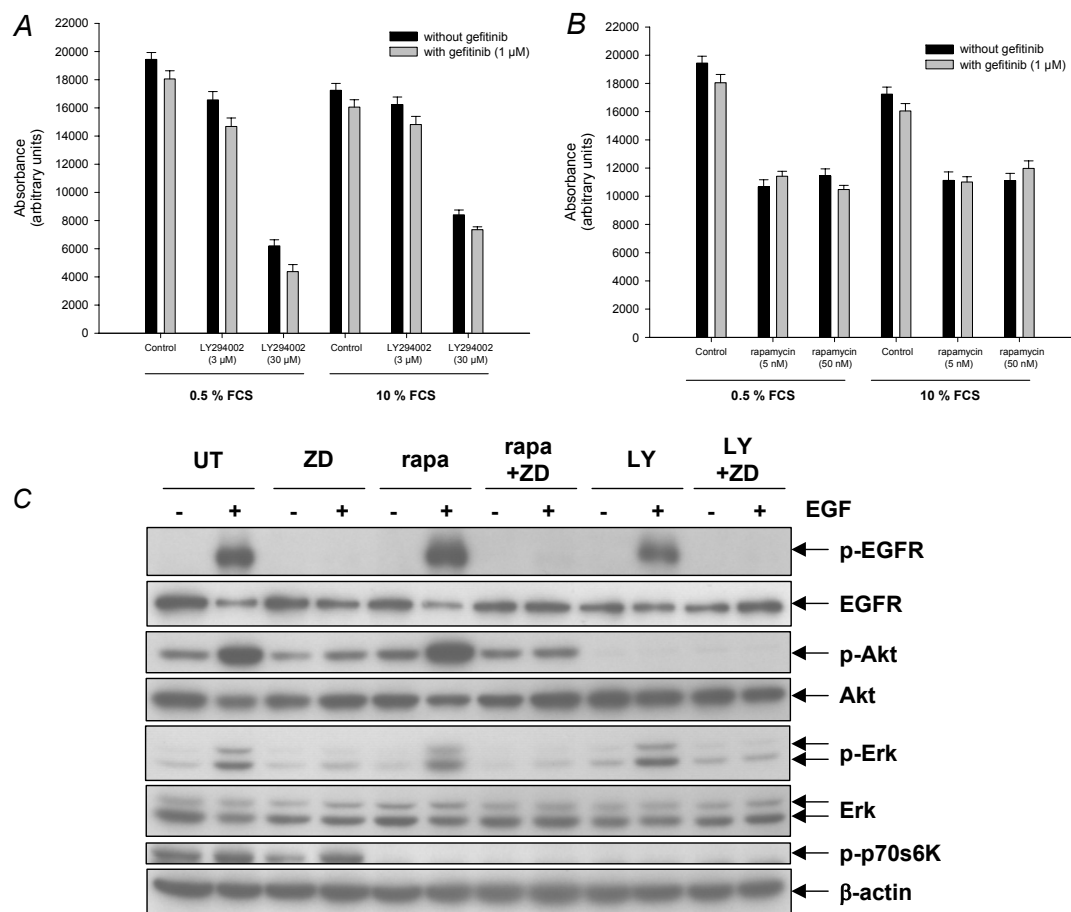 A
22000
20000
18000
16000
14000
12000
10000
8000
6000
4000
2000
0
Absorbance
(arbitrary units)
without gefitinib
with gefitinib (1 µM)
Control
LY294002
(3 µM)
LY294002
(30 µM)
Control
LY294002
(3 µM)
LY294002
(30 µM)
0.5 % FCS
10 % FCS
B
22000
20000
18000
16000
14000
12000
10000
8000
6000
4000
2000
0
Absorbance
(arbitrary units)
without gefitinib
with gefitinib (1 µM)
Control
rapamycin
(5 nM)
rapamycin
(50 nM)
Control
rapamycin
(5 nM)
rapamycin
(50 nM)
0.5 % FCS
10 % FCS
C
UT
ZD
rapa
rapa
+ZD
LY
LY
+ZD
- + - + - + - + - + - + EGF
p-EGFR
EGFR
p-Akt
Akt
p-Erk
Erk
p-p70s6K
β-actin